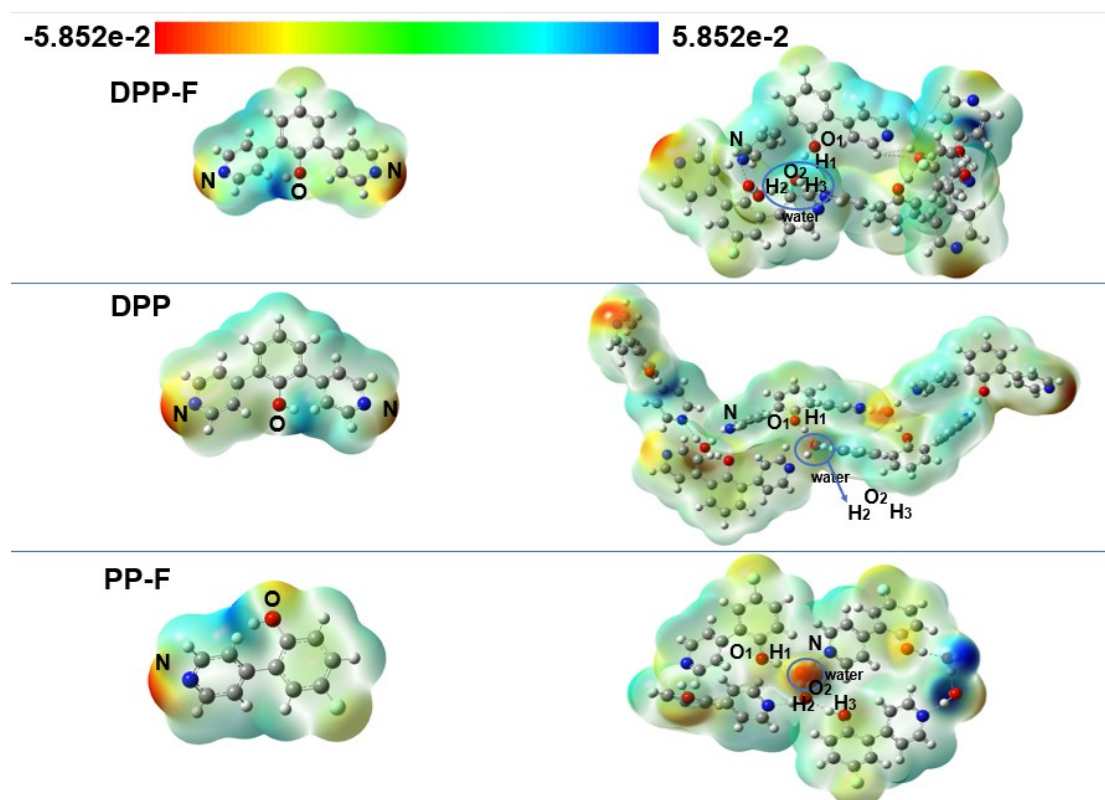 -5.852e-2 5.852e-2
DPP-F
N
O
N
N
O1
H1
O2
H2 H3
water
DPP
N
O
N
N
O1 H1
water
O2
H2 H3
PP-F
O
N
O1 H1
N
water
O2
H2 H3